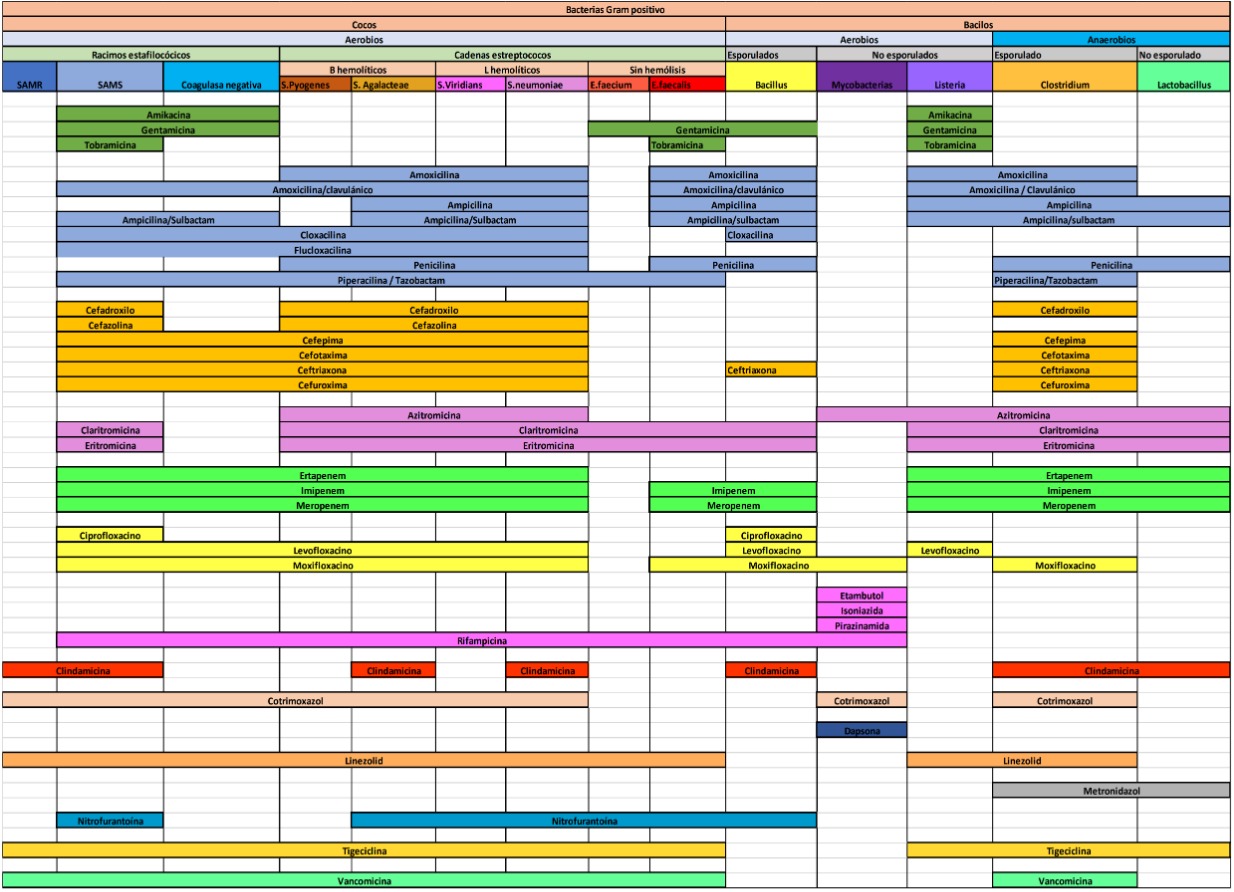 Bacterias Gram positivo
Cocos Bacilos
Aerobios Aerobios Anaerobios
Racimos estafilocócicos Cadenas estreptococos Esporulados No esporulados Esporulado No esporulado
B hemolíticos L hemolíticos Sin hemólisis
SAMR SAMS Coagulasa negativa S.Pyogenes S. Agalacteae S.Viridians S.neumoniae E.faecium E.faecalis Bacillus Mycobacterias Listeria Clostridium Lactobacillus
Amikacina Amikacina
Gentamicina Gentamicina Gentamicina
Tobramicina Tobramicina Tobramicina
Amoxicilina Amoxicilina Amoxicilina
Amoxicilina/clavulánico Amoxicilina/clavulánico Amoxicilina / Clavulánico
Ampicilina Ampicilina Ampicilina
Ampicilina/Sulbactam Ampicilina/Sulbactam Ampicilina/sulbactam Ampicilina/sulbactam
Cloxacilina Cloxacilina
Flucloxacilina
Penicilina Penicilina Penicilina
Piperacilina / Tazobactam Piperacilina/Tazobactam
Cefadroxilo Cefadroxilo Cefadroxilo
Cefazolina Cefazolina
Cefepima Cefepima
Cefotaxima Cefotaxima
Ceftriaxona Ceftriaxona Ceftriaxona
Cefuroxima Cefuroxima
Azitromicina Azitromicina
Claritromicina Claritromicina Claritromicina
Eritromicina Eritromicina Eritromicina
Ertapenem Ertapenem
Imipenem Imipenem Imipenem
Meropenem Meropenem Meropenem
Ciprofloxacino Ciprofloxacino
Levofloxacino Levofloxacino Levofloxacino
Moxifloxacino Moxifloxacino Moxifloxacino
Etambutol
Isoniazida
Pirazinamida
Rifampicina
Clindamicina Clindamicina Clindamicina Clindamicina Clindamicina
Cotrimoxazol Cotrimoxazol Cotrimoxazol
Dapsona
Linezolid Linezolid
Metronidazol
Nitrofurantoina Nitrofurantoina
Tigeciclina Tigeciclina
Vancomicina Vancomicina